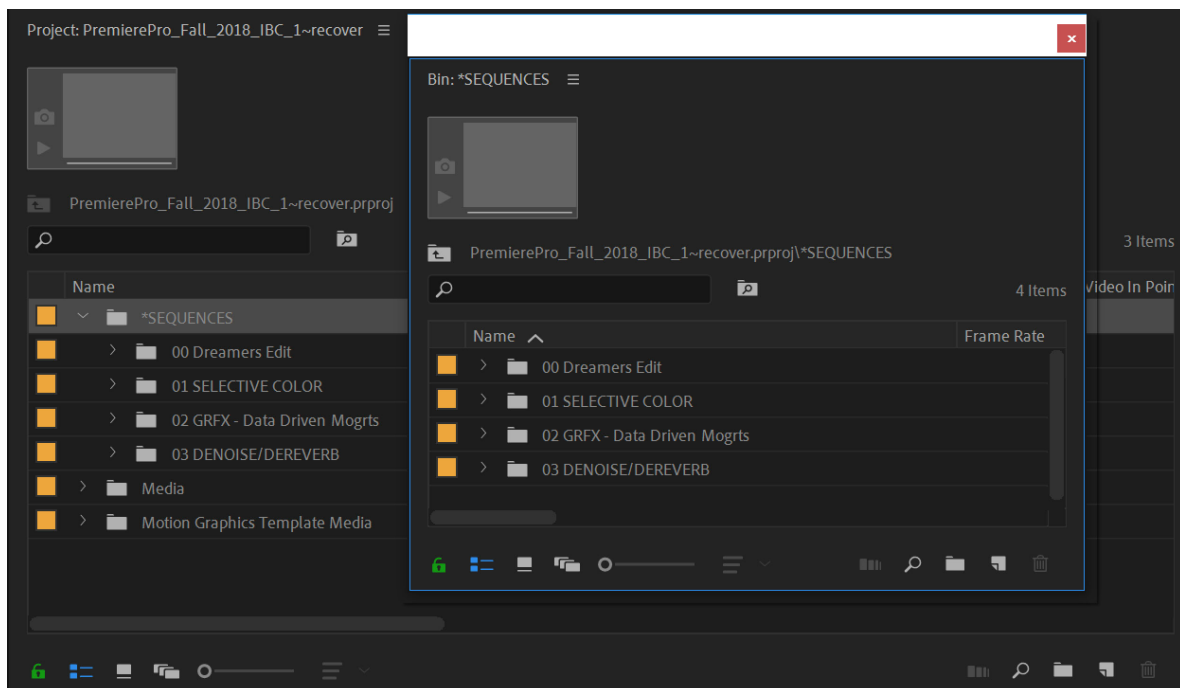 Project: PremierePro_Fall_2018_IBC_1~recover
PremierePro_Fall_2018_IBC_1~recover.prproj
3 Items
Name
Video In Poin
*SEQUENCES
00 Dreamers Edit
01 SELECTIVE COLOR
02 GRFX - Data Driven Mogrts
03 DENOISE/DEREVERB
Media
Motion Graphics Template Media
Bin: *SEQUENCES
PremierePro_Fall_2018_IBC_1~recover.prproj\*SEQUENCES
4 Items
Name Frame Rate
00 Dreamers Edit
01 SELECTIVE COLOR
02 GRFX - Data Driven Mogrts
03 DENOISE/DEREVERB